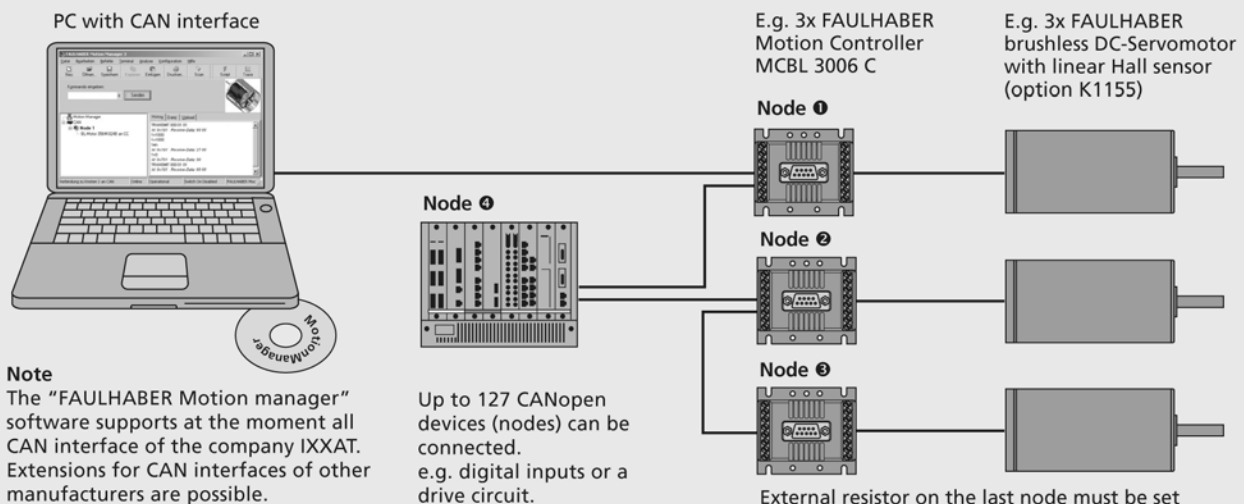 PC with CAN interface
E.g. 3x FAULHABER
Motion Controller
MCBL 3006 C
E.g. 3x FAULHABER
brushless DC-Servomotor
with linear Hall sensor
(option K1155)
Node ❶
Node ❹
Node ❷
Node ❸
MotionManager
Note
The “FAULHABER Motion manager”
software supports at the moment all
CAN interface of the company IXXAT.
Extensions for CAN interfaces of other
manufacturers are possible.
Up to 127 CANopen
devices (nodes) can be
connected.
e.g. digital inputs or a
drive circuit.
External resistor on the last node must be set